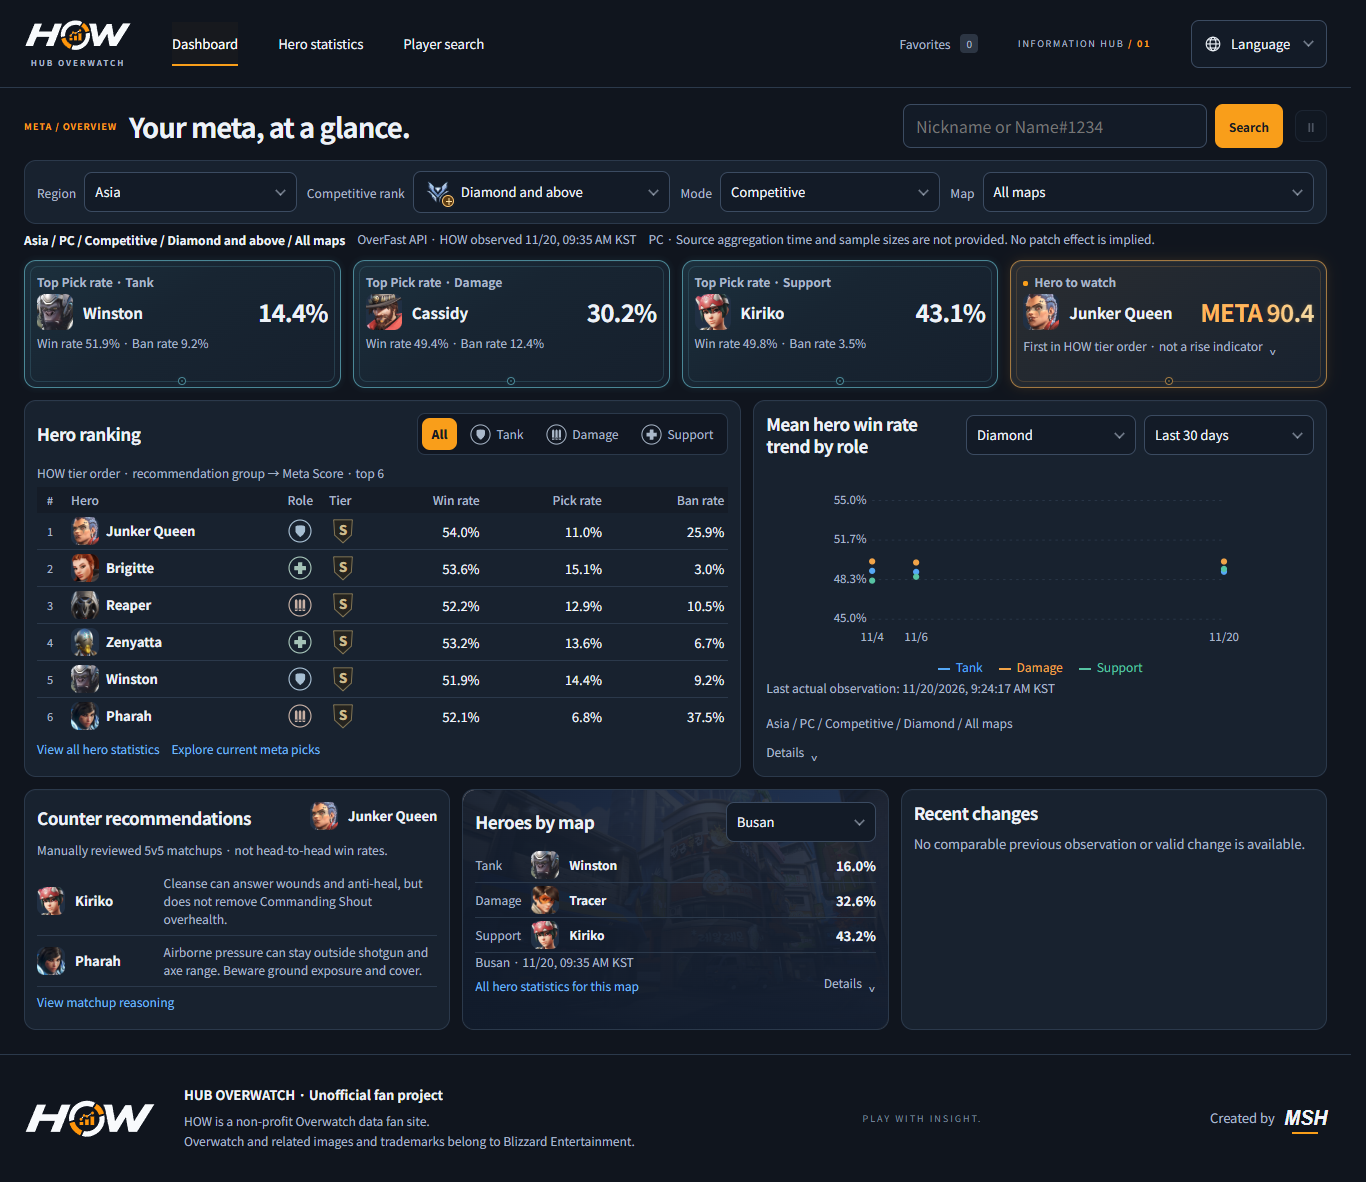 HOW
HUB OVERWATCH
Dashboard
Hero statistics
Player search
Favorites 0
INFORMATION HUB / 01
Language
META / OVERVIEW
Your meta, at a glance.
Nickname or Name#1234
Search
Region
Asia
Competitive rank
Diamond and above
Mode
Competitive
Map
All maps
Asia / PC / Competitive / Diamond and above / All maps
OverFast API · HOW observed 11/20, 09:35 AM KST
PC · Source aggregation time and sample sizes are not provided. No patch effect is implied.
Top Pick rate · Tank
Winston 14.4%
Win rate 51.9% · Ban rate 9.2%
Top Pick rate · Damage
Cassidy 30.2%
Win rate 49.4% · Ban rate 12.4%
Top Pick rate · Support
Kiriko 43.1%
Win rate 49.8% · Ban rate 3.5%
Hero to watch
Junker Queen META 90.4
First in HOW tier order · not a rise indicator
Hero ranking
All Tank Damage Support
HOW tier order · recommendation group → Meta Score · top 6
# Hero Role Tier Win rate Pick rate Ban rate
1 Junker Queen S 54.0% 11.0% 25.9%
2 Brigitte S 53.6% 15.1% 3.0%
3 Reaper S 52.2% 12.9% 10.5%
4 Zenyatta S 53.2% 13.6% 6.7%
5 Winston S 51.9% 14.4% 9.2%
6 Pharah S 52.1% 6.8% 37.5%
View all hero statistics Explore current meta picks
Mean hero win rate
trend by role
Diamond
Last 30 days
55.0%
51.7%
48.3%
45.0%
11/4 11/6 11/20
Tank Damage Support
Last actual observation: 11/20/2026, 9:24:17 AM KST
Asia / PC / Competitive / Diamond / All maps
Details
Counter recommendations
Junker Queen
Manually reviewed 5v5 matchups · not head-to-head win rates.
Kiriko
Cleanse can answer wounds and anti-heal, but
does not remove Commanding Shout
overhealth.
Pharah
Airborne pressure can stay outside shotgun and
axe range. Beware ground exposure and cover.
View matchup reasoning
Heroes by map
Busan
Tank Winston 16.0%
Damage Tracer 32.6%
Support Kiriko 43.2%
Busan · 11/20, 09:35 AM KST
All hero statistics for this map
Details
Recent changes
No comparable previous observation or valid change is available.
HOW
HUB OVERWATCH · Unofficial fan project
HOW is a non-profit Overwatch data fan site.
Overwatch and related images and trademarks belong to Blizzard Entertainment.
PLAY WITH INSIGHT.
Created by MSH